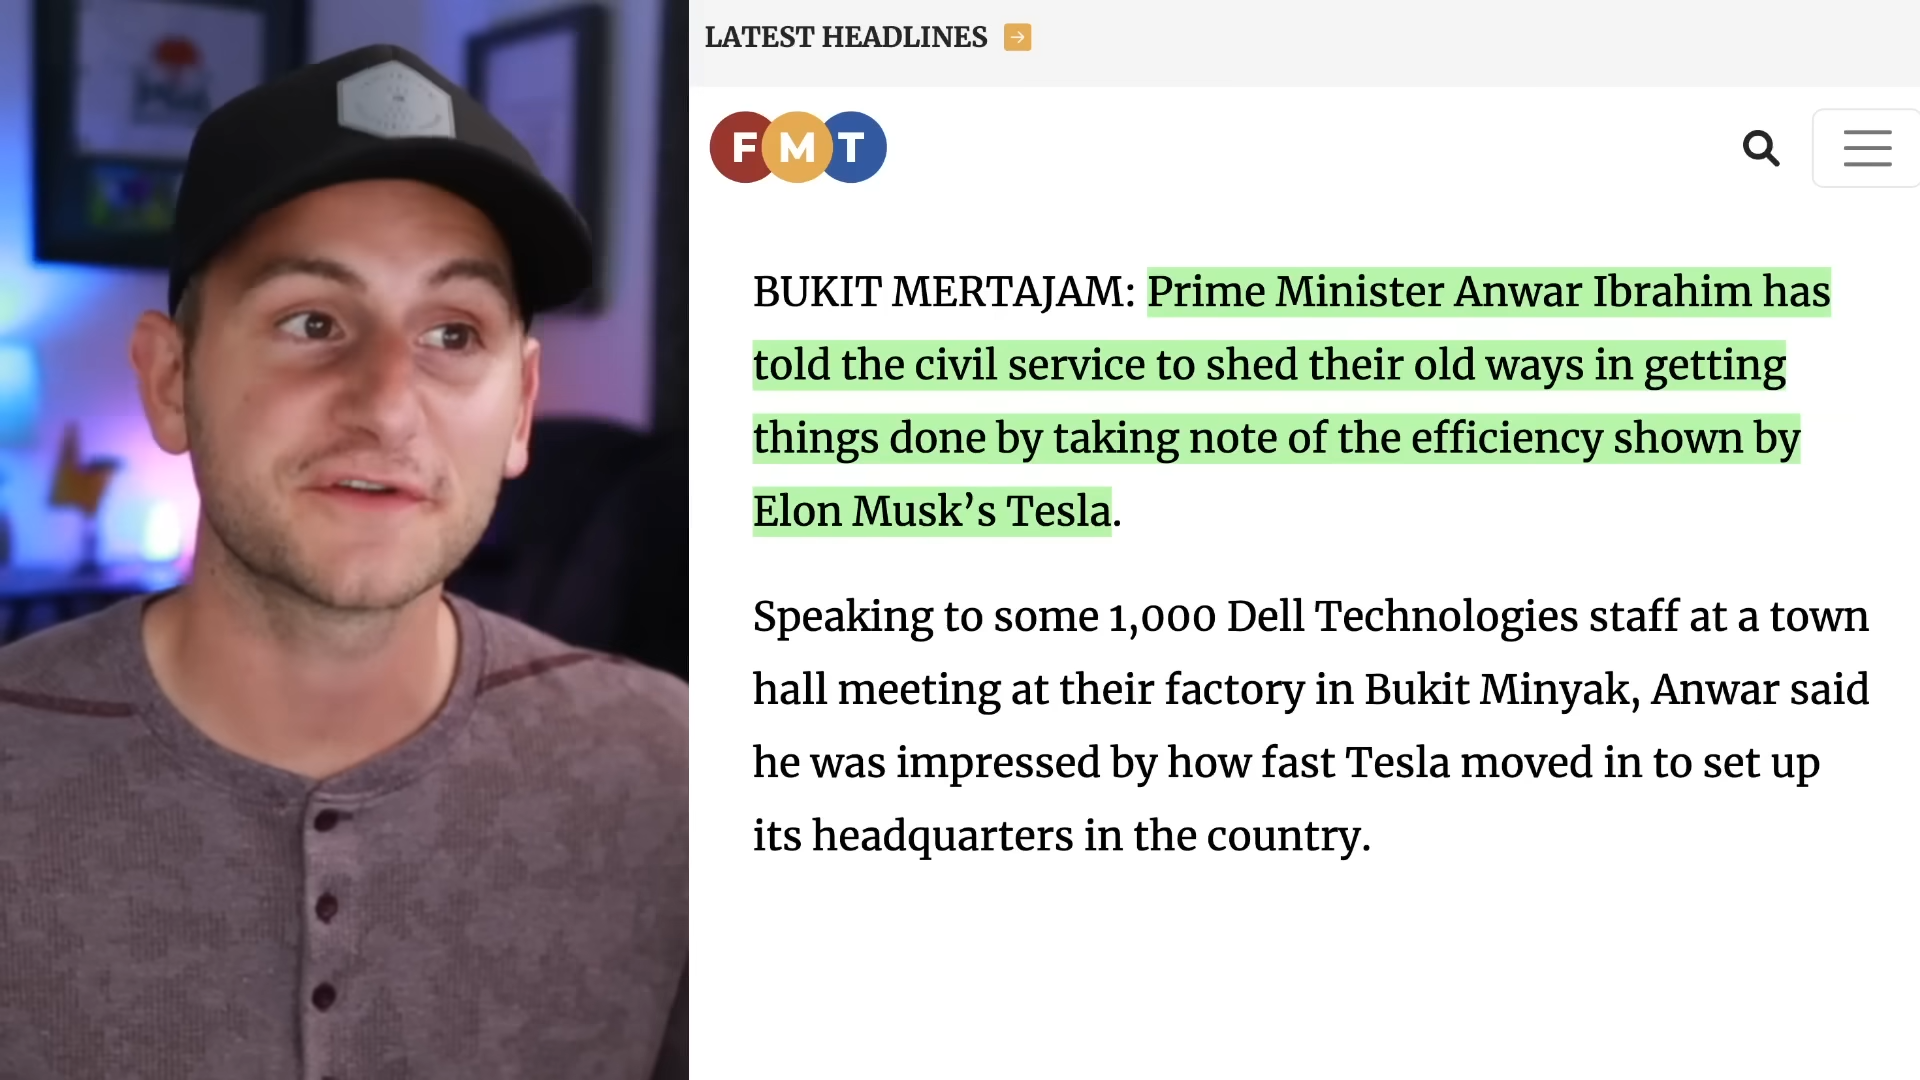 LATEST HEADLINES
FMT
BUKIT MERTAJAM: Prime Minister Anwar Ibrahim has
told the civil service to shed their old ways in getting
things done by taking note of the efficiency shown by
Elon Musk’s Tesla.
Speaking to some 1,000 Dell Technologies staff at a town
hall meeting at their factory in Bukit Minyak, Anwar said
he was impressed by how fast Tesla moved in to set up
its headquarters in the country.